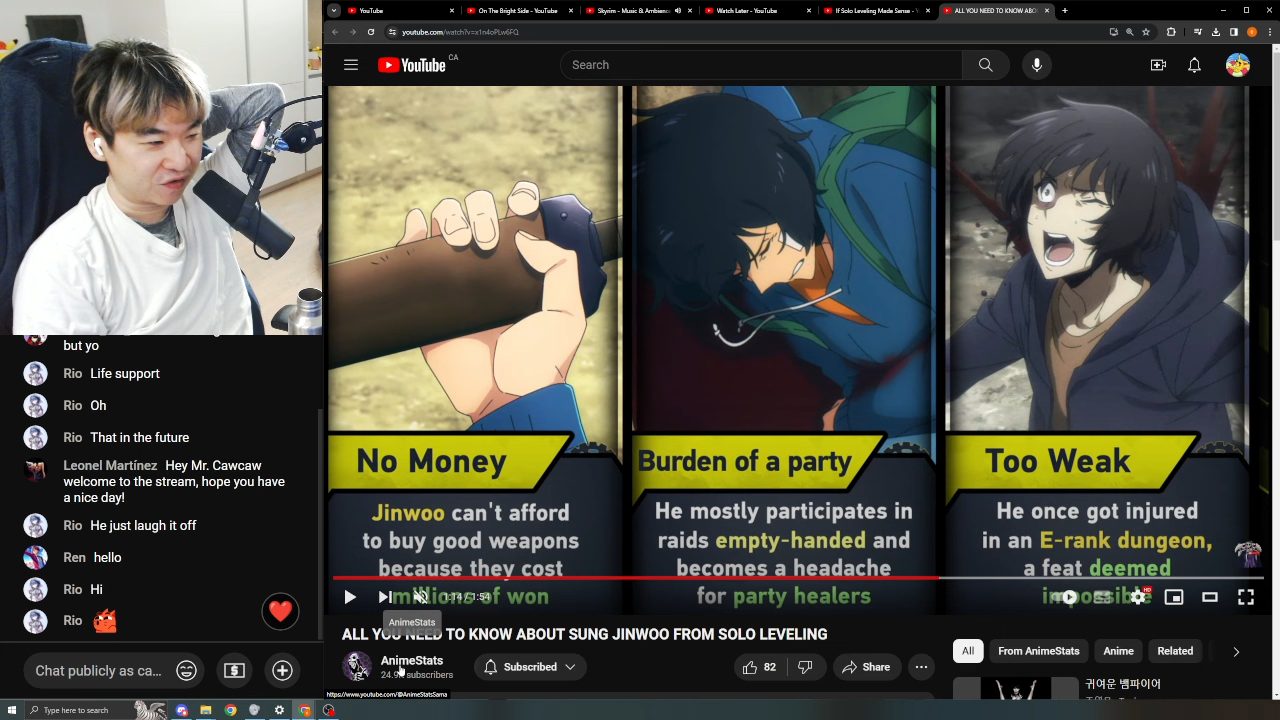 YouTube
On The Bright Side - YouTube
Skyrim - Music & Ambience
Watch Later - YouTube
If Solo Leveling Made Sense - Y
ALL YOU NEED TO KNOW ABO
youtube.com/watch?v=x1n4oPLw6FQ
YouTube CA
Search
No Money
Jinwoo can't afford
to buy good weapons
because they cost
millions of won
Burden of a party
He mostly participates in
raids empty-handed and
becomes a headache
for party healers
Too Weak
He once got injured
in an E-rank dungeon,
a feat deemed
impossible
1:14 / 1:54
HD
AnimeStats
ALL YOU NEED TO KNOW ABOUT SUNG JINWOO FROM SOLO LEVELING
AnimeStats
subscribers
Subscribed
82
Share
All
From AnimeStats
Anime
Related
귀여운 뱀파이어
https://www.youtube.com/@AnimeStatsSama
but yo
Rio Life support
Rio Oh
Rio That in the future
Leonel Martínez Hey Mr. Cawcaw
welcome to the stream, hope you have
a nice day!
Rio He just laugh it off
Ren hello
Rio Hi
Rio
Chat publicly as ca...
Type here to search